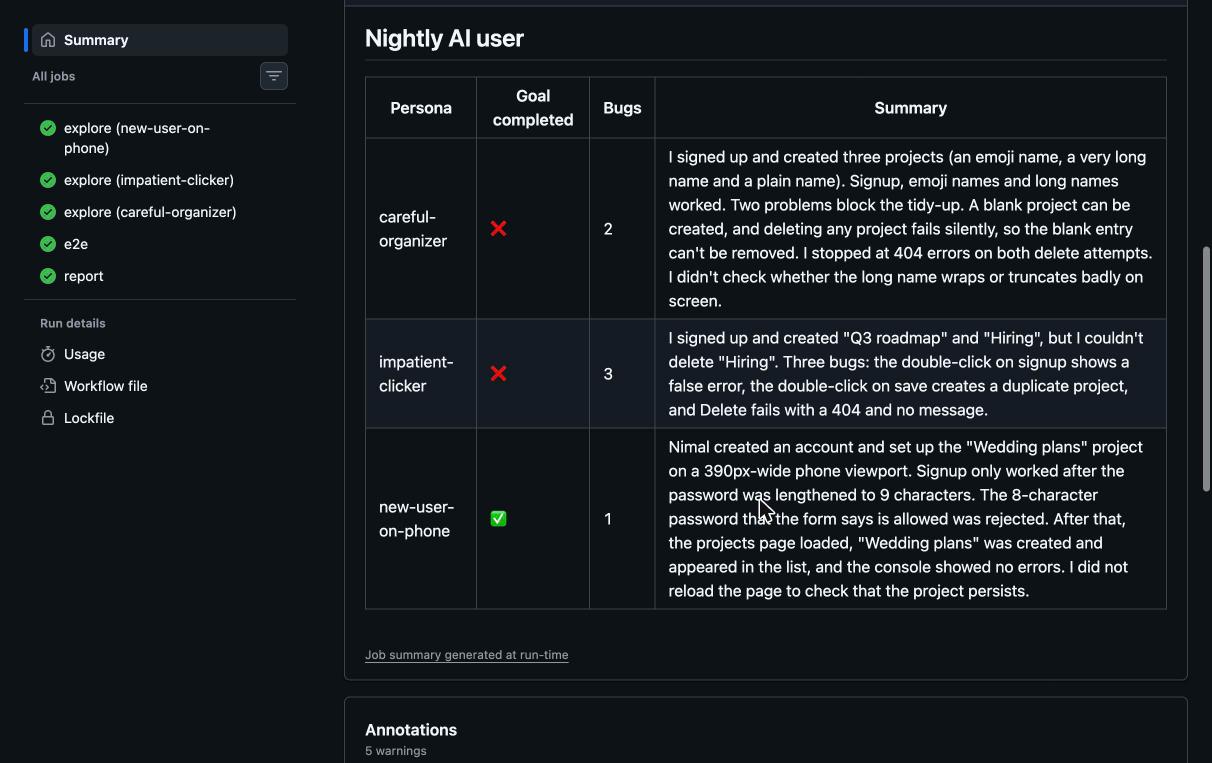 Summary
All jobs
explore (new-user-on-
phone)
explore (impatient-clicker)
explore (careful-organizer)
e2e
report
Run details
Usage
Workflow file
Lockfile
Nightly AI user
Persona
Goal
completed
Bugs
Summary
careful-
organizer
2
I signed up and created three projects (an emoji name, a very long
name and a plain name). Signup, emoji names and long names
worked. Two problems block the tidy-up. A blank project can be
created, and deleting any project fails silently, so the blank entry
can't be removed. I stopped at 404 errors on both delete attempts.
I didn't check whether the long name wraps or truncates badly on
screen.
impatient-
clicker
3
I signed up and created "Q3 roadmap" and "Hiring", but I couldn't
delete "Hiring". Three bugs: the double-click on signup shows a
false error, the double-click on save creates a duplicate project,
and Delete fails with a 404 and no message.
new-user-
on-phone
1
Nimal created an account and set up the "Wedding plans" project
on a 390px-wide phone viewport. Signup only worked after the
password was lengthened to 9 characters. The 8-character
password that the form says is allowed was rejected. After that,
the projects page loaded, "Wedding plans" was created and
appeared in the list, and the console showed no errors. I did not
reload the page to check that the project persists.
Job summary generated at run-time
Annotations
5 warnings